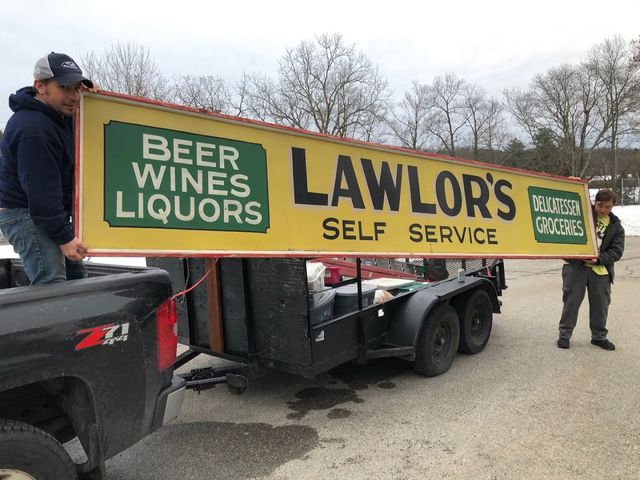 BEER
WINES
LIQUORS
LAWLOR'S
SELF SERVICE
DELICATESSEN
GROCERIES
Z71
4X4